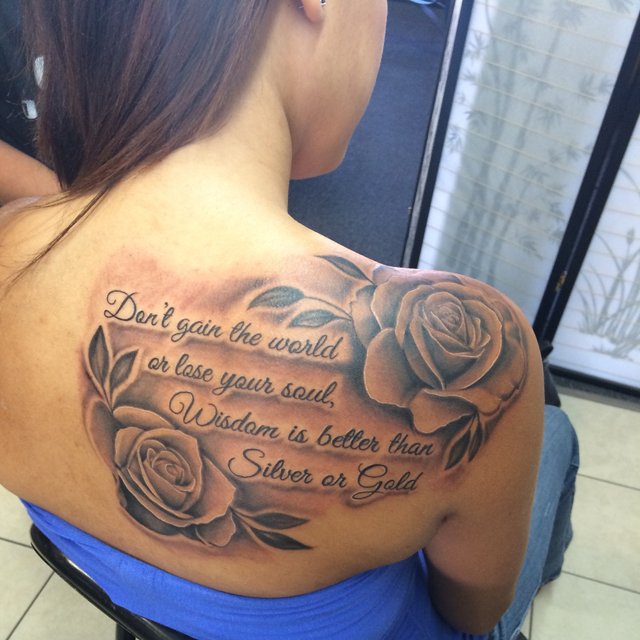 Don't gain the world
or lose your soul,
Wisdom is better than
Silver or Gold